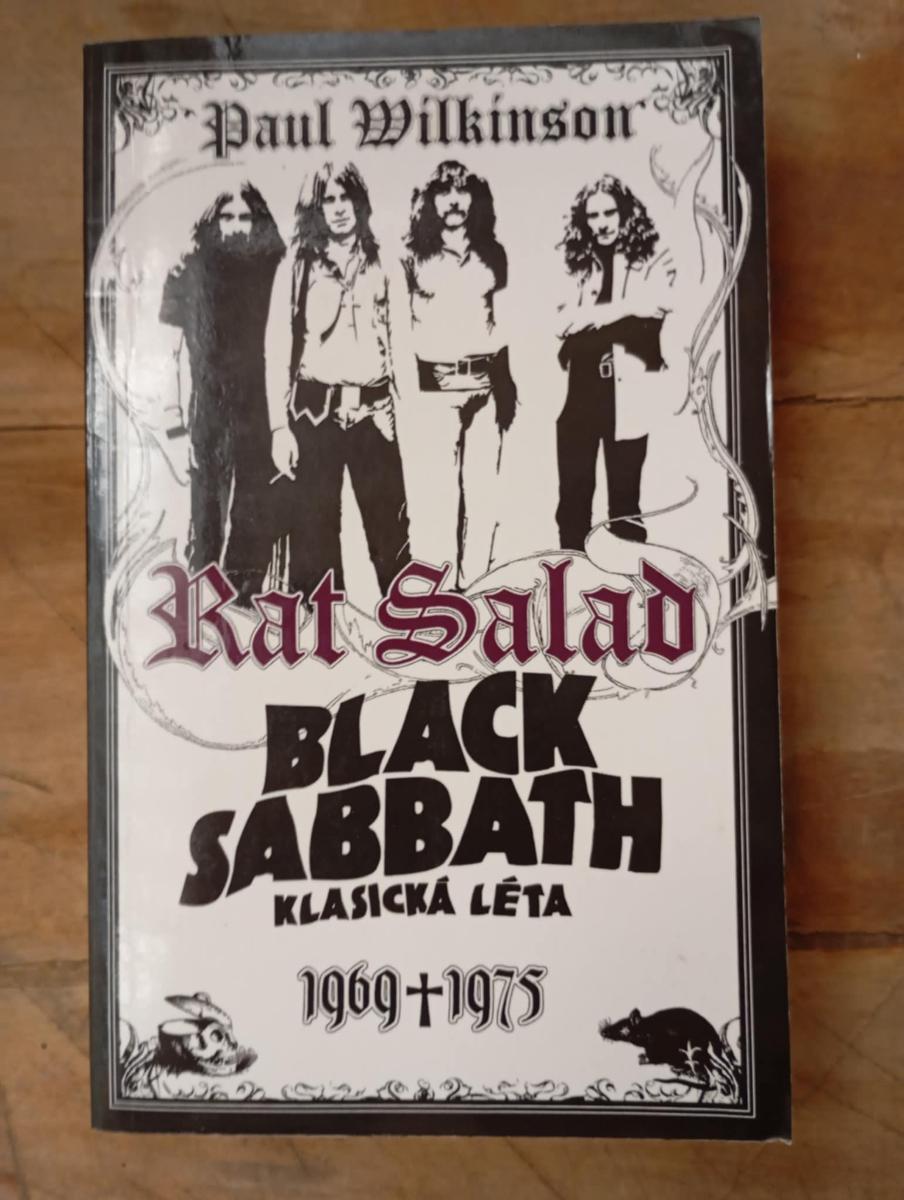 Paul Wilkinson
Rat Salad
BLACK
SABBATH
KLASICKÁ LÉTA
1969†1975